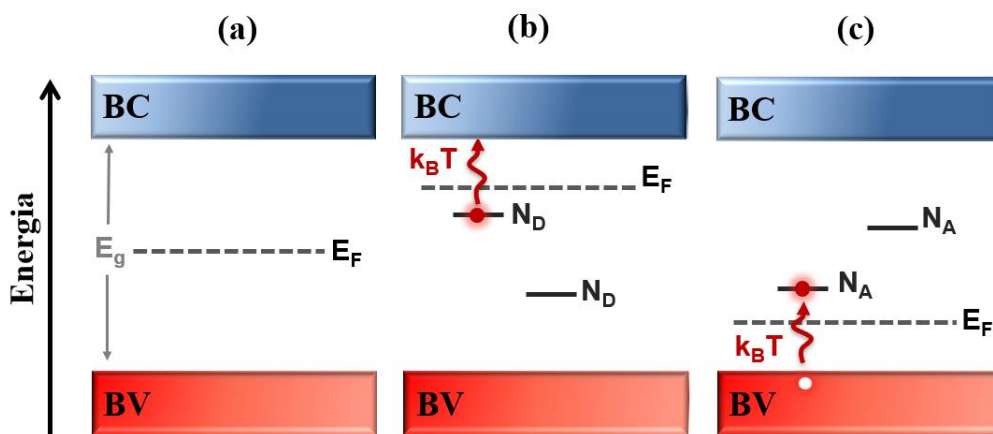 (a)
(b)
(c)
Energia
BC
E_g
E_F
BV
BC
k_BT
E_F
N_D
N_D
BV
BC
N_A
N_A
E_F
k_BT
BV